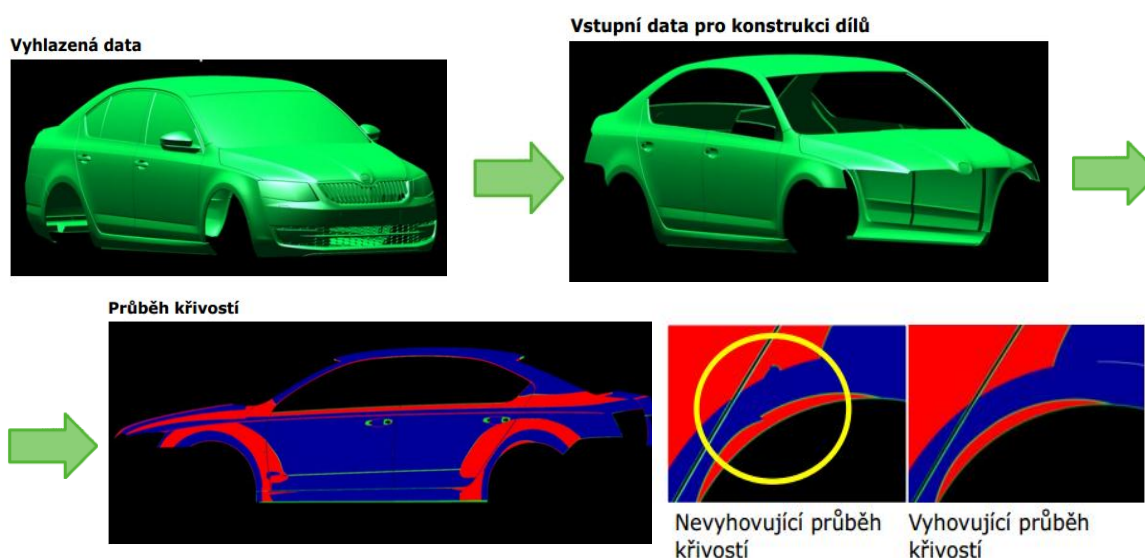 Vyhlazená data
Vstupní data pro konstrukci dílů
Průběh křivostí
Nevyhovující průběh
křivostí
Vyhovující průběh
křivostí